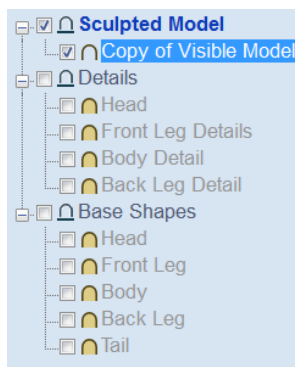 Sculpted Model
Copy of Visible Model
Details
Head
Front Leg Details
Body Detail
Back Leg Detail
Base Shapes
Head
Front Leg
Body
Back Leg
Tail